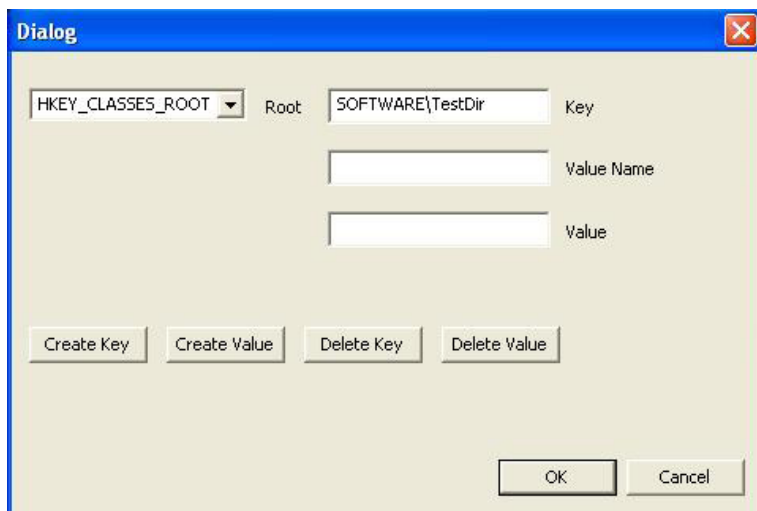 Dialog
HKEY_CLASSES_ROOT Root SOFTWARE\TestDir Key
Value Name
Value
Create Key Create Value Delete Key Delete Value
OK Cancel